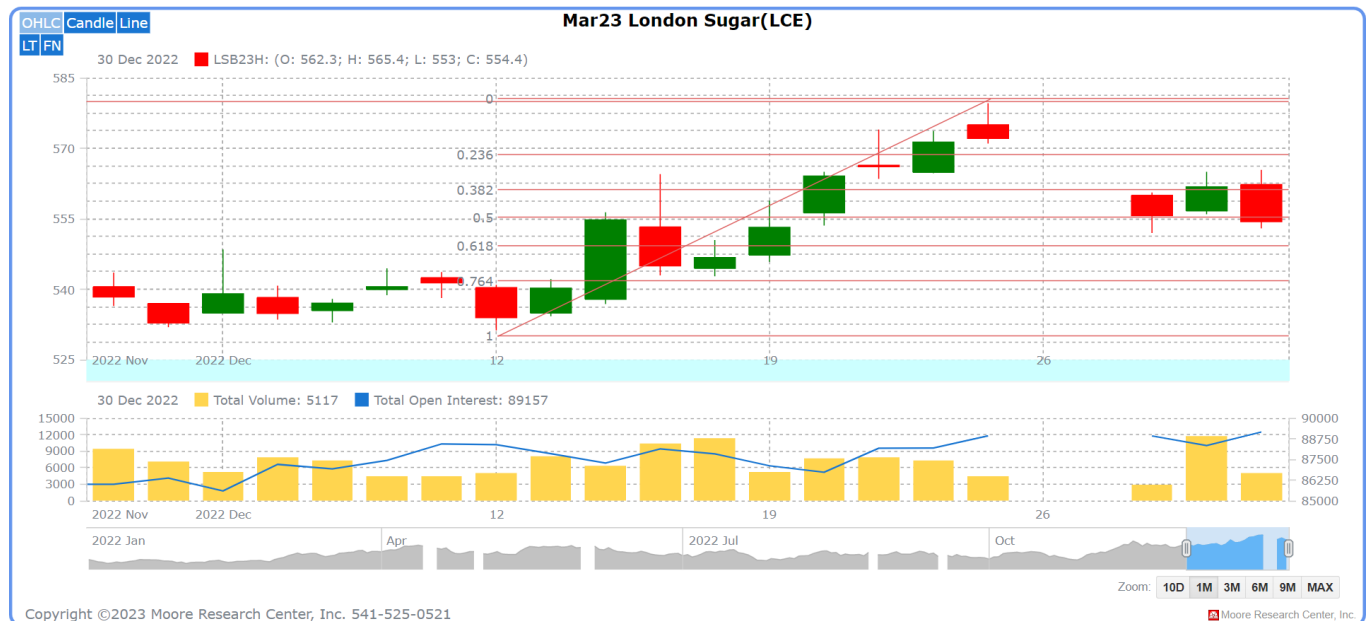 Mar23 London Sugar(LCE)
OHLC Candle Line
LT FN
30 Dec 2022 LSB23H: (O: 562.3; H: 565.4; L: 553; C: 554.4)
585
0
570
0.236
0.382
555
0.5
0.618
540
0.764
1
525
2022 Nov 2022 Dec 12 19 26
30 Dec 2022 Total Volume: 5117 Total Open Interest: 89157
15000 90000
12000 88750
9000 87500
6000 86250
3000
0 85000
2022 Nov 2022 Dec 12 19 26
2022 Jan Apr 2022 Jul Oct
Zoom: 10D 1M 3M 6M 9M MAX
Copyright ©2023 Moore Research Center, Inc. 541-525-0521
Moore Research Center, Inc.